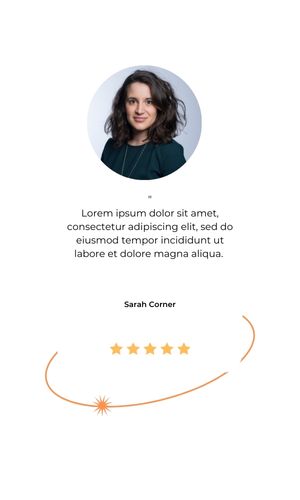 "
Lorem ipsum dolor sit amet,
consectetur adipiscing elit, sed do
eiusmod tempor incididunt ut
labore et dolore magna aliqua.
Sarah Corner